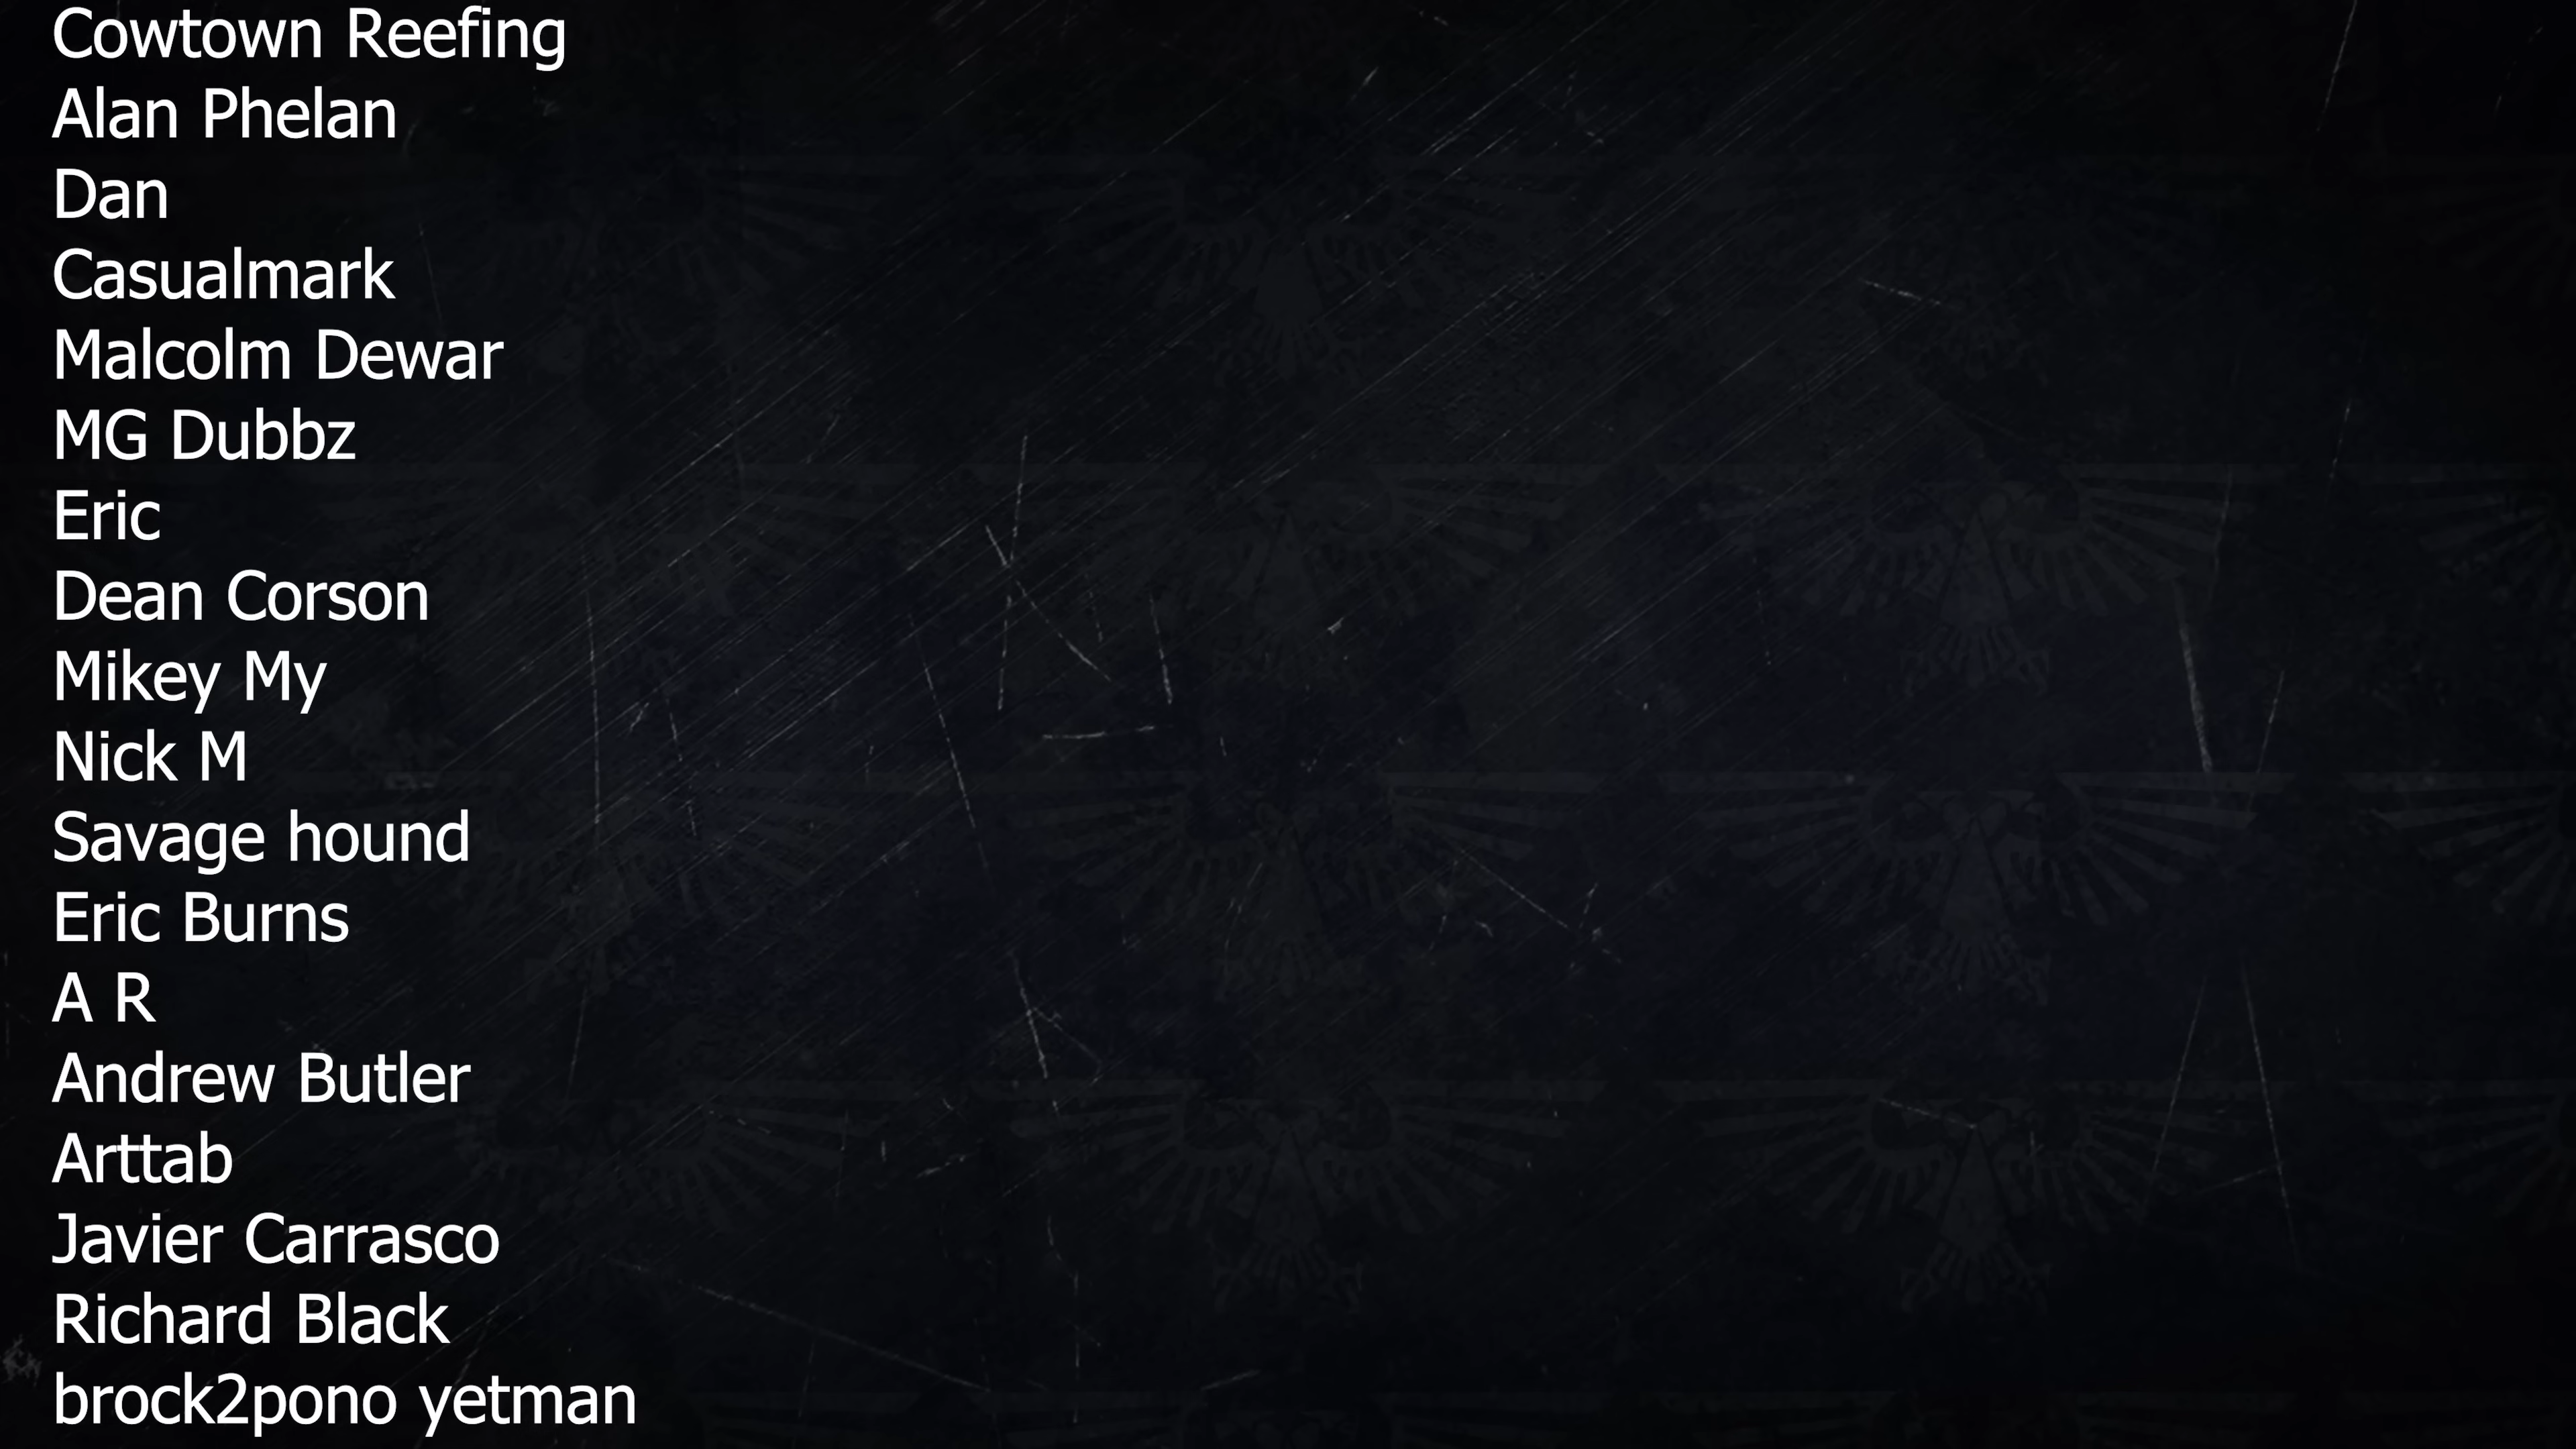 Cowtown Reefing
Alan Phelan
Dan
Casualmark
Malcolm Dewar
MG Dubbz
Eric
Dean Corson
Mikey My
Nick M
Savage hound
Eric Burns
A R
Andrew Butler
Arttab
Javier Carrasco
Richard Black
brock2pono yetman